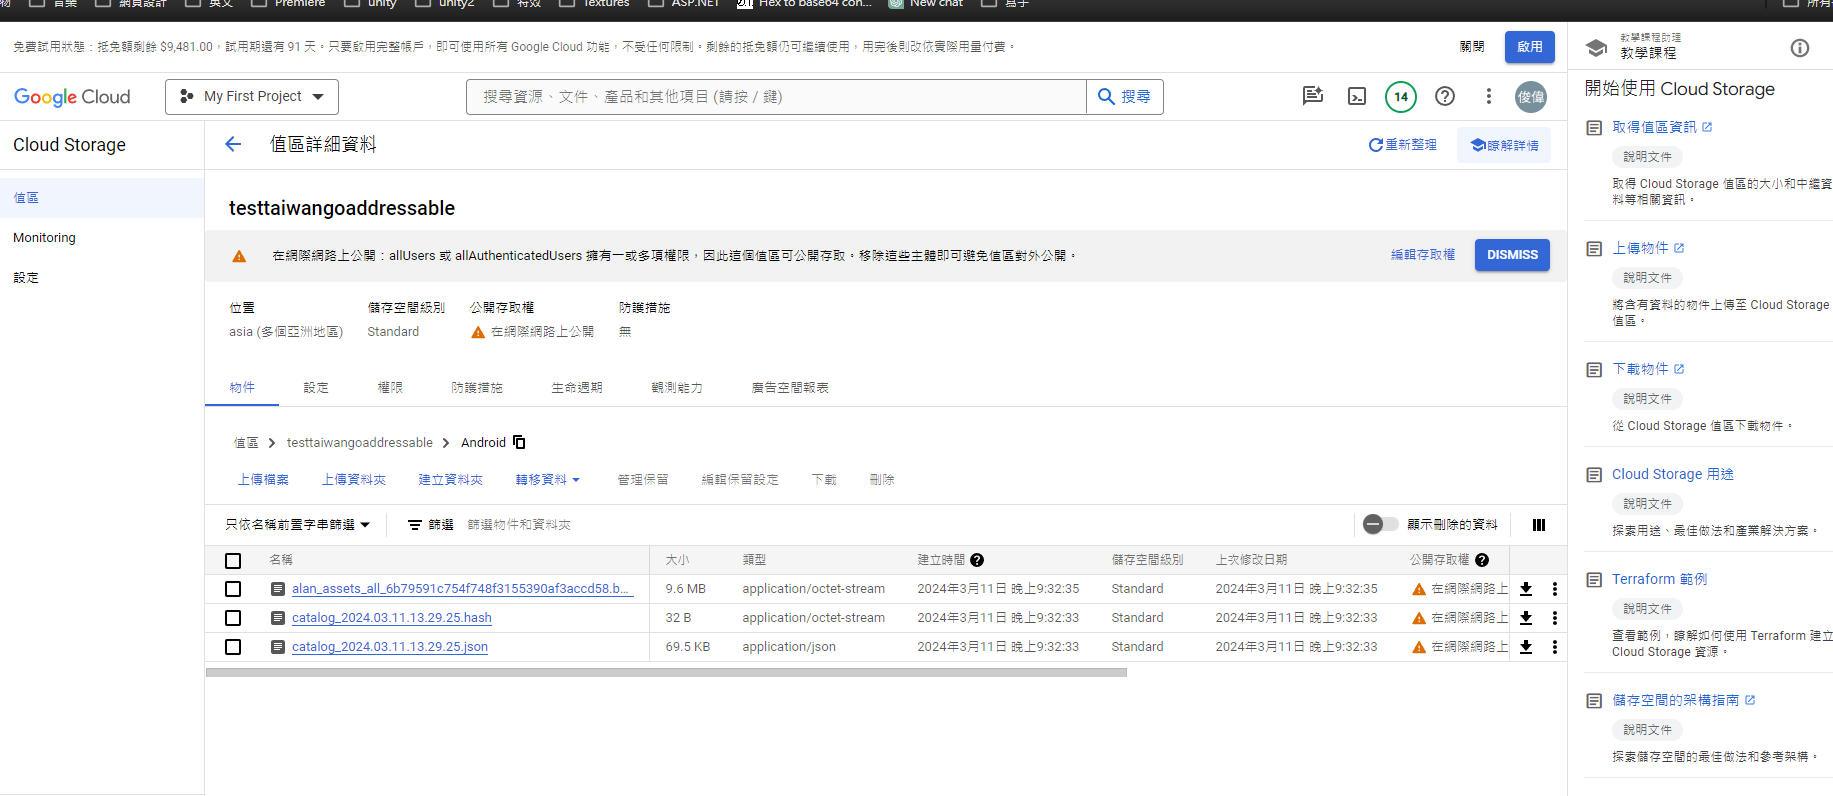 音樂
網頁設計
英文
Premiere
unity
unity2
特效
Textures
ASP.NET
Hex to base64 con...
New chat
寫字
免費試用狀態：抵免額剩餘 $9,481.00，試用期還有 91 天。只要啟用完整帳戶，即可使用所有 Google Cloud 功能，不受任何限制。剩餘的抵免額仍可繼續使用，用完後則改依實際用量付費。
關閉
啟用
Google Cloud
My First Project
搜尋資源、文件、產品和其他項目 (請按 / 鍵)
搜尋
14
俊偉
Cloud Storage
值區
Monitoring
設定
值區詳細資料
重新整理
瞭解詳情
testtaiwangoaddressable
在網際網路上公開：allUsers 或 allAuthenticatedUsers 擁有一或多項權限，因此這個值區可公開存取。移除這些主體即可避免值區對外公開。
編輯存取權
DISMISS
位置 儲存空間級別 公開存取權 防護措施
asia (多個亞洲地區) Standard 在網際網路上公開 無
物件 設定 權限 防護措施 生命週期 觀測能力 廣告空間報表
值區 testtaiwangoaddressable Android
上傳檔案 上傳資料夾 建立資料夾 轉移資料 管理保留 編輯保留設定 下載 刪除
只依名稱前置字串篩選 篩選 篩選物件和資料夾 顯示刪除的資料
名稱 大小 類型 建立時間 儲存空間級別 上次修改日期 公開存取權
alan_assets_all_6b79591c754f748f3155390af3accd58.b... 9.6 MB application/octet-stream 2024年3月11日 晚上9:32:35 Standard 2024年3月11日 晚上9:32:35 在網際網路上
catalog_2024.03.11.13.29.25.hash 32 B application/octet-stream 2024年3月11日 晚上9:32:33 Standard 2024年3月11日 晚上9:32:33 在網際網路上
catalog_2024.03.11.13.29.25.json 69.5 KB application/json 2024年3月11日 晚上9:32:33 Standard 2024年3月11日 晚上9:32:33 在網際網路上
教學課程助理
教學課程
開始使用 Cloud Storage
取得值區資訊
說明文件
取得 Cloud Storage 值區的大小和中繼資
料等相關資訊。
上傳物件
說明文件
將含有資料的物件上傳至 Cloud Storage
值區。
下載物件
說明文件
從 Cloud Storage 值區下載物件。
Cloud Storage 用途
說明文件
探索用途、最佳做法和產業解決方案。
Terraform 範例
說明文件
查看範例，瞭解如何使用 Terraform 建立
Cloud Storage 資源。
儲存空間的架構指南
說明文件
探索儲存空間的最佳做法和參考架構。